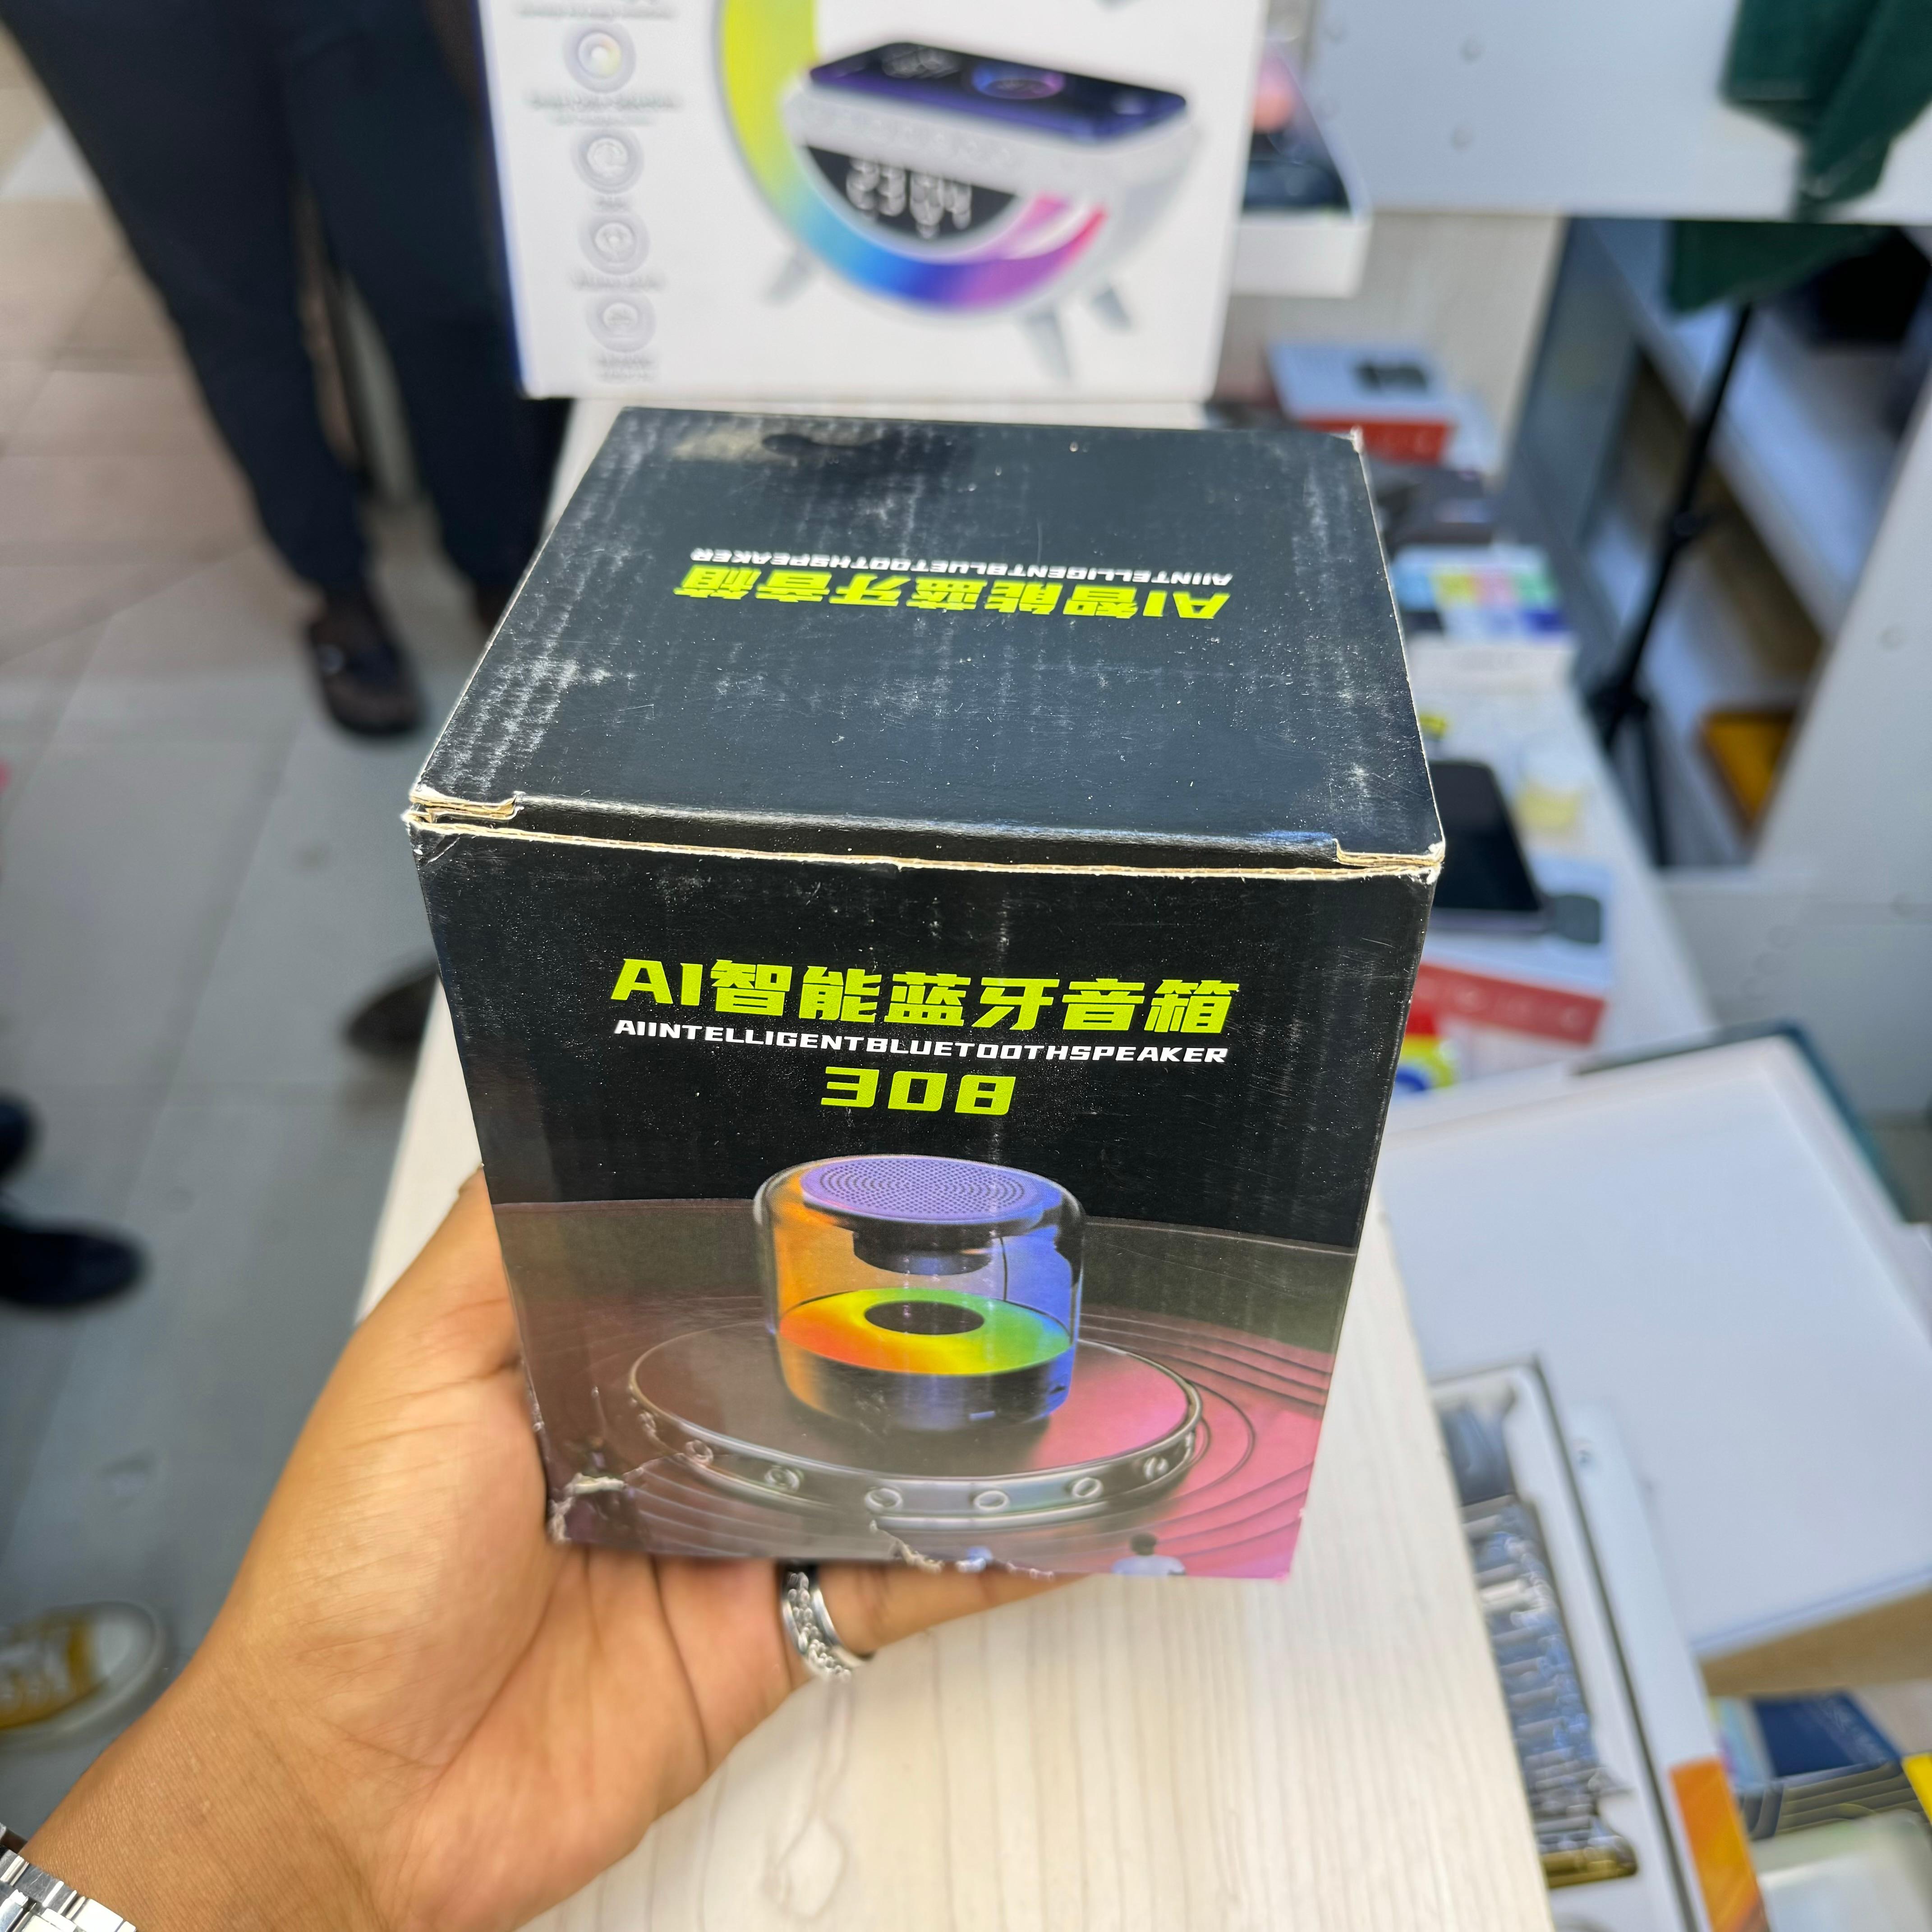 AI智能蓝牙音箱
AIINTELLIGENTBLUETOOTHSPEAKER
AI智能蓝牙音箱
AIINTELLIGENTBLUETOOTHSPEAKER
308